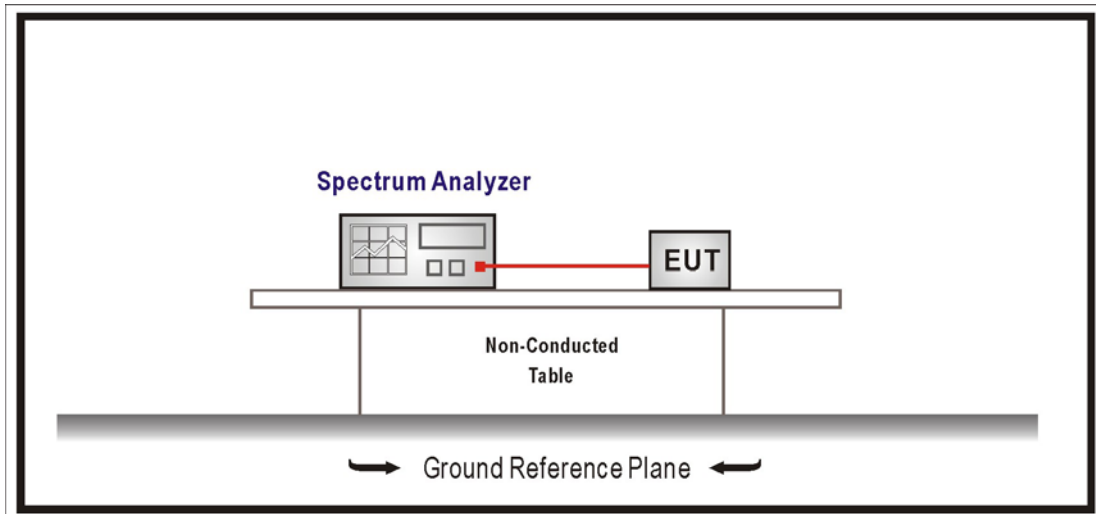 Spectrum Analyzer
EUT
Non-Conducted
Table
Ground Reference Plane